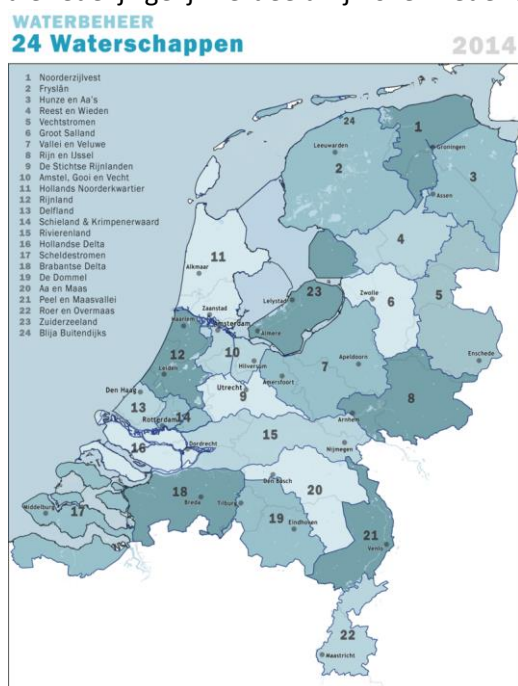 WATERBEHEER
24 Waterschappen
2014
1 Noorderzijlvest
2 Fryslân
3 Hunze en Aa's
4 Reest en Wieden
5 Vechtstromen
6 Groot Salland
7 Vallei en Veluwe
8 Rijn en IJssel
9 De Stichtse Rijnlanden
10 Amstel, Gooi en Vecht
11 Hollands Noorderkwartier
12 Rijnland
13 Delfland
14 Schieland & Krimpenerwaard
15 Rivierenland
16 Hollandse Delta
17 Scheldestromen
18 Brabantse Delta
19 De Dommel
20 Aa en Maas
21 Peel en Maasvallei
22 Roer en Overmaas
23 Zuiderzeeland
24 Blija Buitendijks
24
1
Leeuwarden
Groningen
2
3
Assen
4
11
Alkmaar
23
Lelystad
Zwolle
6
5
Zaanstad
Haarlem
Amsterdam
Almere
12
10
Hilversum
7
Apeldoorn
Enschede
Leiden
Amersfoort
Den Haag
Utrecht
9
8
13
14
Rotterdam
Arnhem
15
16
Dordrecht
Nijmegen
Den Bosch
20
18
Breda
Tilburg
17
Middelburg
19
Eindhoven
21
Venlo
22
Maastricht